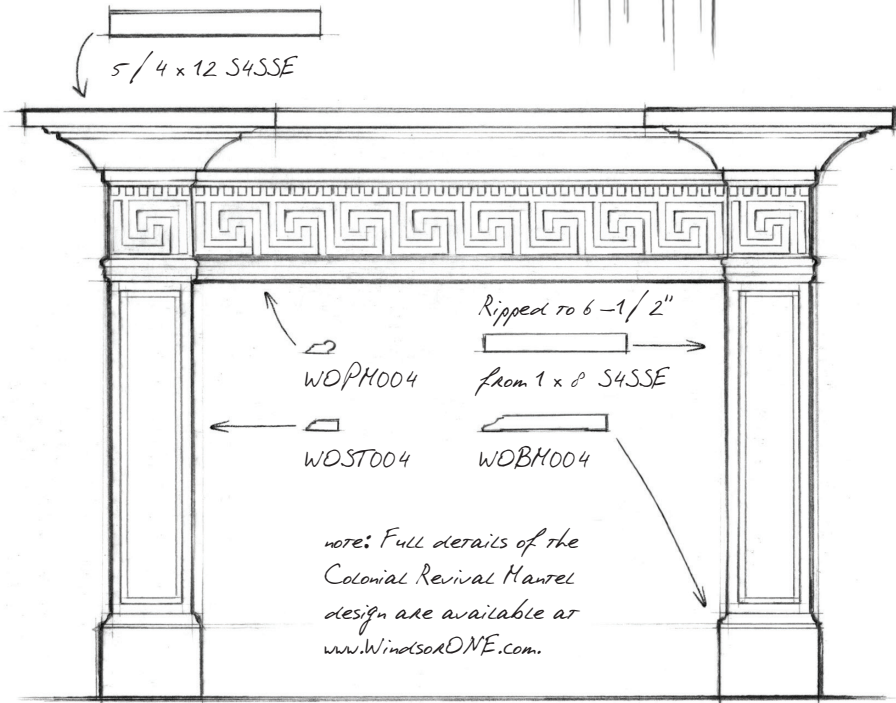 5/4 x 12 S4SSE
Ripped to 6-1/2"
WOPM004
from 1 x 8 S4SSE
WOST004
WOBM004
note: Full details of the
Colonial Revival Mantel
design are available at
www.WindsorONE.com.